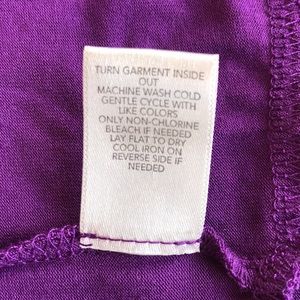 TURN GARMENT INSIDE
OUT
MACHINE WASH COLD
GENTLE CYCLE WITH
LIKE COLORS
ONLY NON-CHLORINE
BLEACH IF NEEDED
LAY FLAT TO DRY
COOL IRON ON
REVERSE SIDE IF
NEEDED